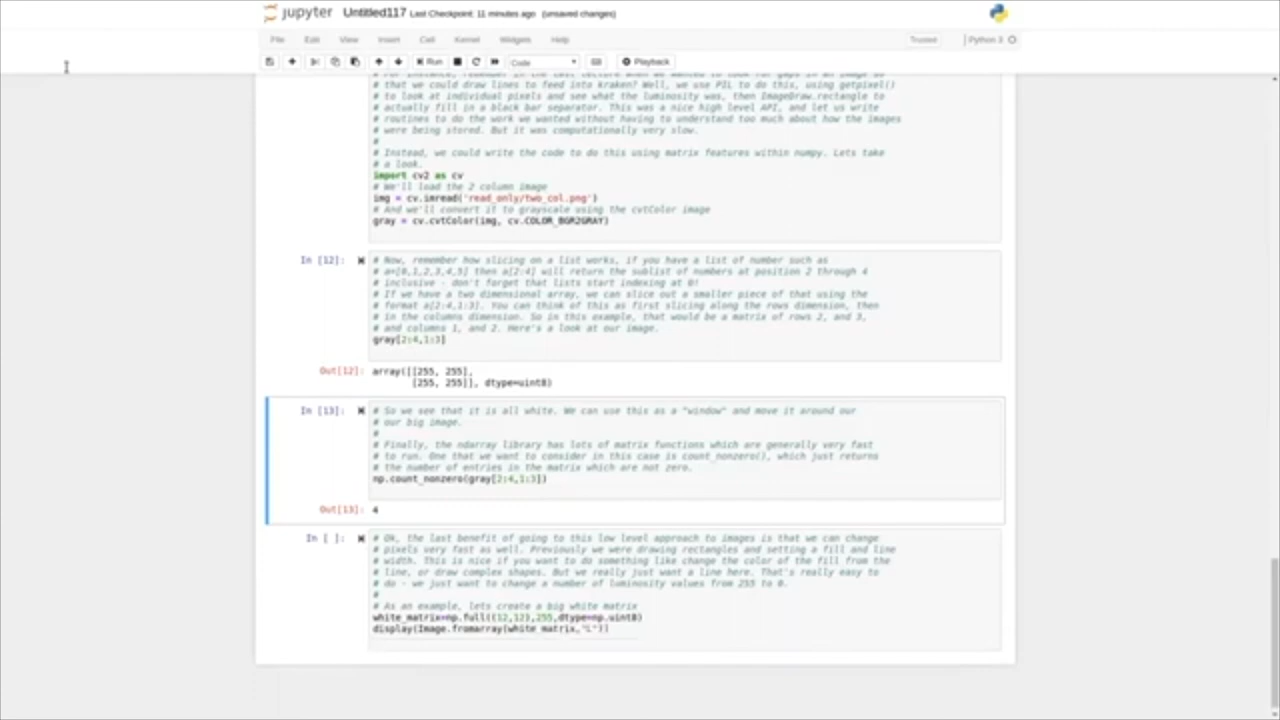 jupyter Untitled117 Last Checkpoint: 11 minutes ago (unsaved changes)
File Edit View Insert Cell Kernel Widgets Help Trusted Python 3
Run Code Playback
# For instance, remember in the last lecture when we wanted to look for gaps in an image so
# that we could draw lines to feed into kraken? Well, we use PIL to do this, using getpixel()
# to look at individual pixels and see what the luminosity was, then ImageDraw.rectangle to
# actually fill in a black bar separator. This was a nice high level API, and let us write
# routines to do the work we wanted without having to understand too much about how the images
# were being stored. But it was computationally very slow.
#
# Instead, we could write the code to do this using matrix features within numpy. Lets take
# a look.
import cv2 as cv
# We'll load the 2 column image
img = cv.imread('read_only/two_col.png')
# And we'll convert it to grayscale using the cvtColor image
gray = cv.cvtColor(img, cv.COLOR_BGR2GRAY)
In [12]:
# Now, remember how slicing on a list works, if you have a list of number such as
# a=[0,1,2,3,4,5] then a[2:4] will return the sublist of numbers at position 2 through 4
# inclusive - don't forget that lists start indexing at 0!
# If we have a two dimensional array, we can slice out a smaller piece of that using the
# format a[2:4,1:3]. You can think of this as first slicing along the rows dimension, then
# in the columns dimension. So in this example, that would be a matrix of rows 2, and 3,
# and columns 1, and 2. Here's a look at our image.
gray[2:4,1:3]
Out[12]: array([[255, 255],
[255, 255]], dtype=uint8)
In [13]:
# So we see that it is all white. We can use this as a "window" and move it around our
# our big image.
#
# Finally, the ndarray library has lots of matrix functions which are generally very fast
# to run. One that we want to consider in this case is count_nonzero(), which just returns
# the number of entries in the matrix which are not zero.
np.count_nonzero(gray[2:4,1:3])
Out[13]: 4
In [ ]:
# Ok, the last benefit of going to this low level approach to images is that we can change
# pixels very fast as well. Previously we were drawing rectangles and setting a fill and line
# width. This is nice if you want to do something like change the color of the fill from the
# line, or draw complex shapes. But we really just want a line here. That's really easy to
# do - we just want to change a number of luminosity values from 255 to 0.
#
# As an example, lets create a big white matrix
white_matrix=np.full((12,12),255,dtype=np.uint8)
display(Image.fromarray(white_matrix,"L"))